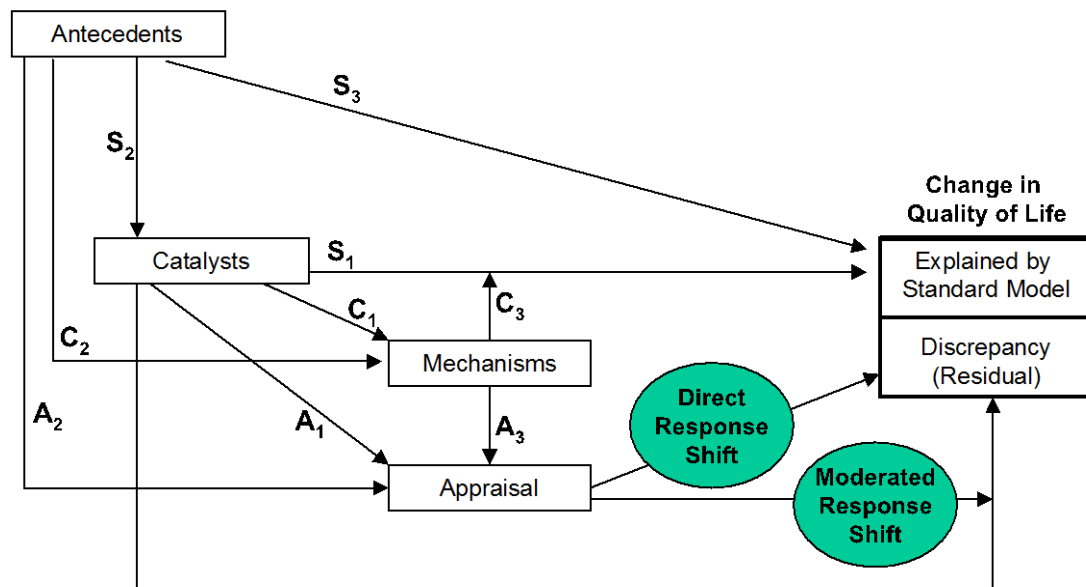 Antecedents
S₃
S₂
Change in
Quality of Life
Catalysts
S₁
Explained by
Standard Model
C₁
C₃
C₂
Mechanisms
Discrepancy
(Residual)
A₂
A₁
A₃
Direct
Response
Shift
Appraisal
Moderated
Response
Shift